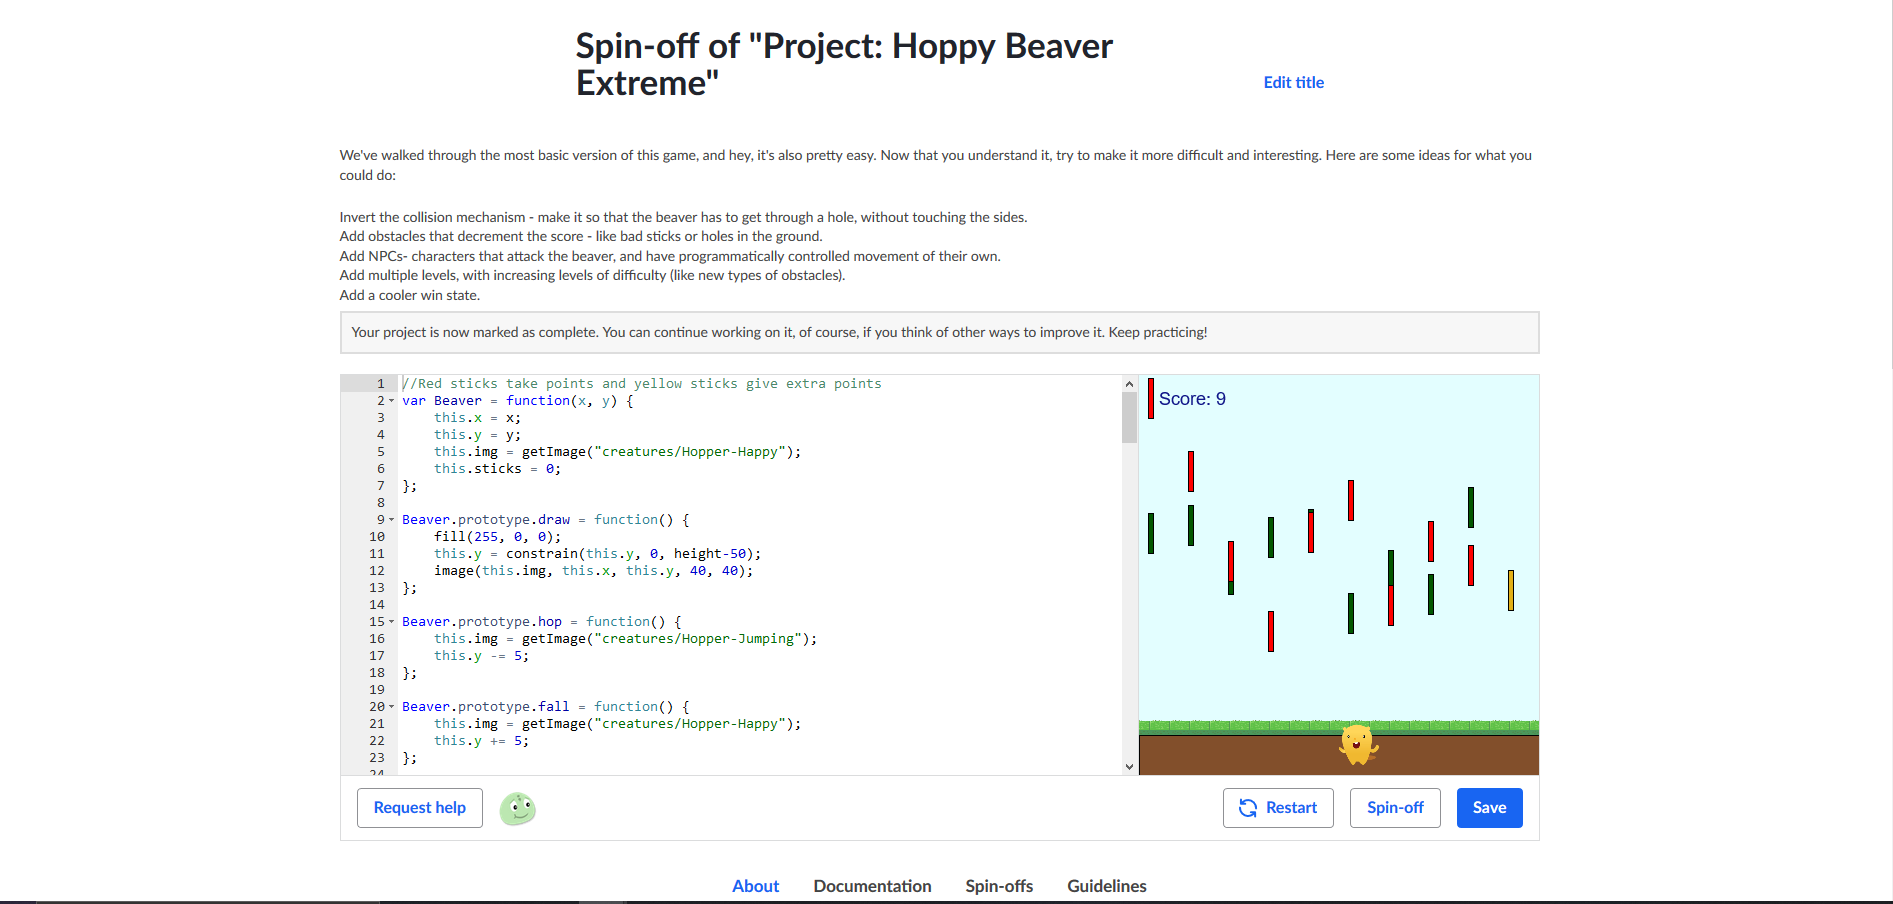 Spin-off of "Project: Hoppy Beaver
Extreme"
Edit title
We've walked through the most basic version of this game, and hey, it's also pretty easy. Now that you understand it, try to make it more difficult and interesting. Here are some ideas for what you
could do:
Invert the collision mechanism - make it so that the beaver has to get through a hole, without touching the sides.
Add obstacles that decrement the score - like bad sticks or holes in the ground.
Add NPCs- characters that attack the beaver, and have programmatically controlled movement of their own.
Add multiple levels, with increasing levels of difficulty (like new types of obstacles).
Add a cooler win state.
Your project is now marked as complete. You can continue working on it, of course, if you think of other ways to improve it. Keep practicing!
1 //Red sticks take points and yellow sticks give extra points
2 var Beaver = function(x, y) {
3     this.x = x;
4     this.y = y;
5     this.img = getImage("creatures/Hopper-Happy");
6     this.sticks = 0;
7 };
8
9 Beaver.prototype.draw = function() {
10     fill(255, 0, 0);
11     this.y = constrain(this.y, 0, height-50);
12     image(this.img, this.x, this.y, 40, 40);
13 };
14
15 Beaver.prototype.hop = function() {
16     this.img = getImage("creatures/Hopper-Jumping");
17     this.y -= 5;
18 };
19
20 Beaver.prototype.fall = function() {
21     this.img = getImage("creatures/Hopper-Happy");
22     this.y += 5;
23 };
24
Score: 9
Request help
Restart
Spin-off
Save
About
Documentation
Spin-offs
Guidelines